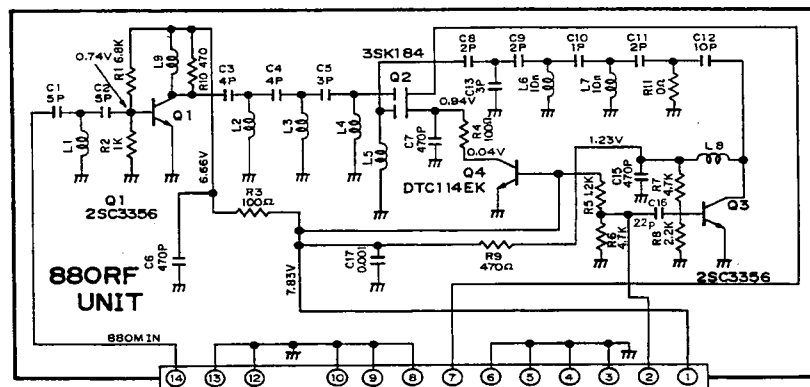 C1
5P
C2
5P
0.74V
R1 6.8K
L9
R10 470
C3
4P
C4
4P
C5
3P
3SK184
Q2
C8
2P
C9
2P
C10
1P
C11
2P
C12
10P
C13
3P
L6
10n
L7
10n
R11
0Ω
L1
R2
1K
Q1
L2
L3
L4
L5
C7
470P
0.94V
R4
100Ω
0.04V
Q4
DTC114EK
1.23V
C15
470P
L8
R7
4.7K
R5 1.2K
C16
22p
R6
4.7K
R8
2.2K
Q3
2SC3356
Q1
2SC3356
6.66V
R3
100Ω
C6
470P
7.83V
C17
0.001
R9
470Ω
880RF
UNIT
880MIN
14
13
12
10
9
8
7
6
5
4
3
2
1